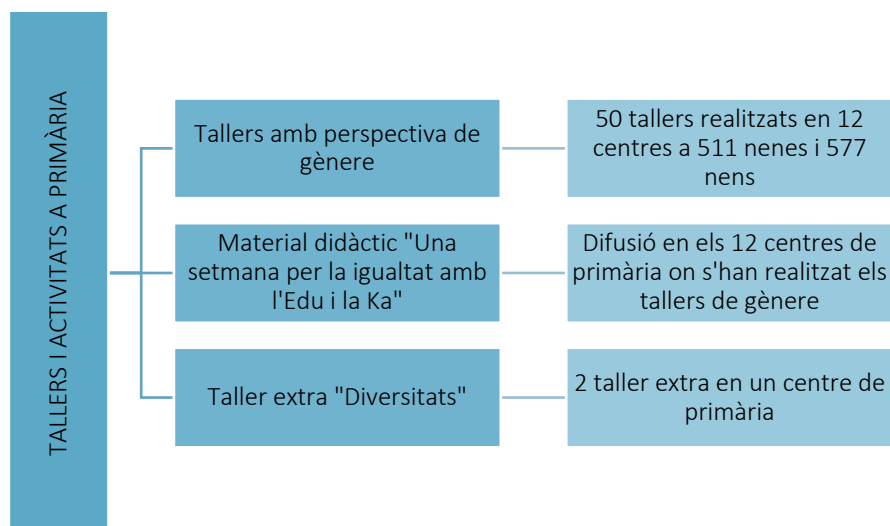 TALLERS I ACTIVITATS A PRIMÀRIA
Tallers amb perspectiva de
gènere
50 tallers realitzats en 12
centres a 511 nenes i 577
nens
Material didàctic "Una
setmana per la igualtat amb
l'Edu i la Ka"
Difusió en els 12 centres de
primària on s'han realitzat els
tallers de gènere
Taller extra "Diversitats"
2 taller extra en un centre de
primària